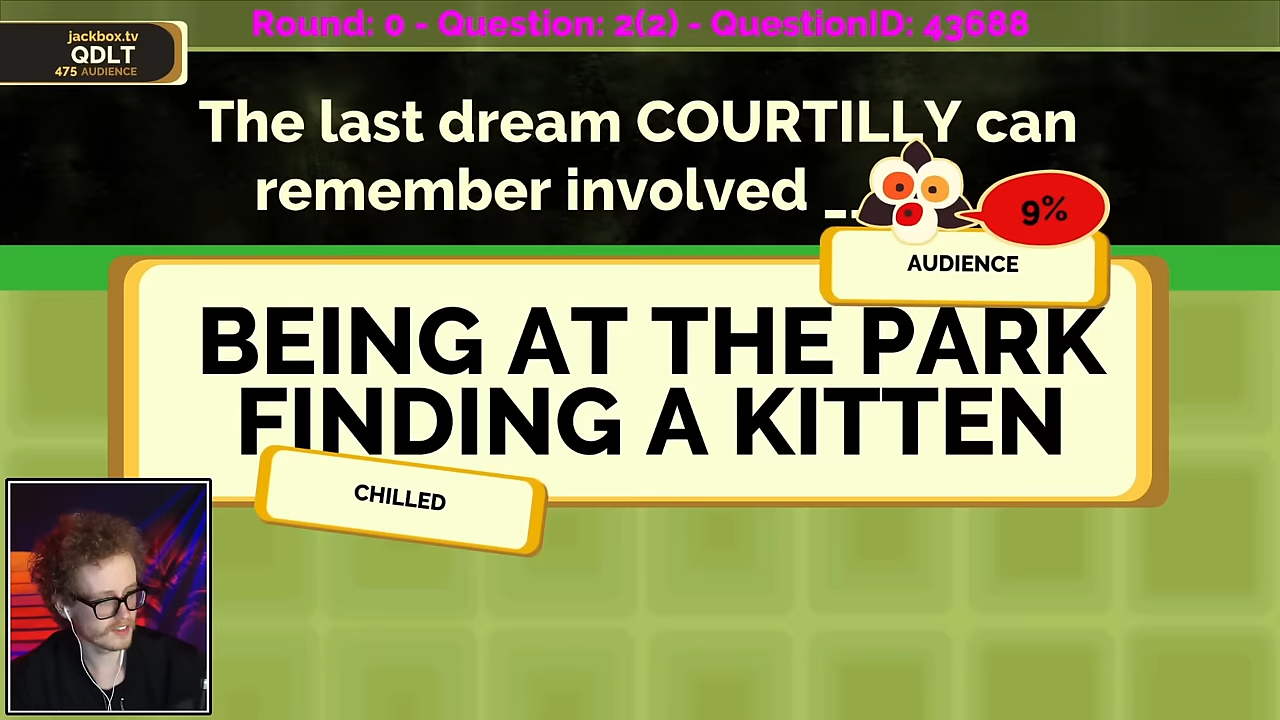 Round: 0 - Question: 2(2) - QuestionID: 43688
jackbox.tv
QDLT
475 AUDIENCE
The last dream COURTILLY can
remember involved __
9%
AUDIENCE
BEING AT THE PARK
FINDING A KITTEN
CHILLED